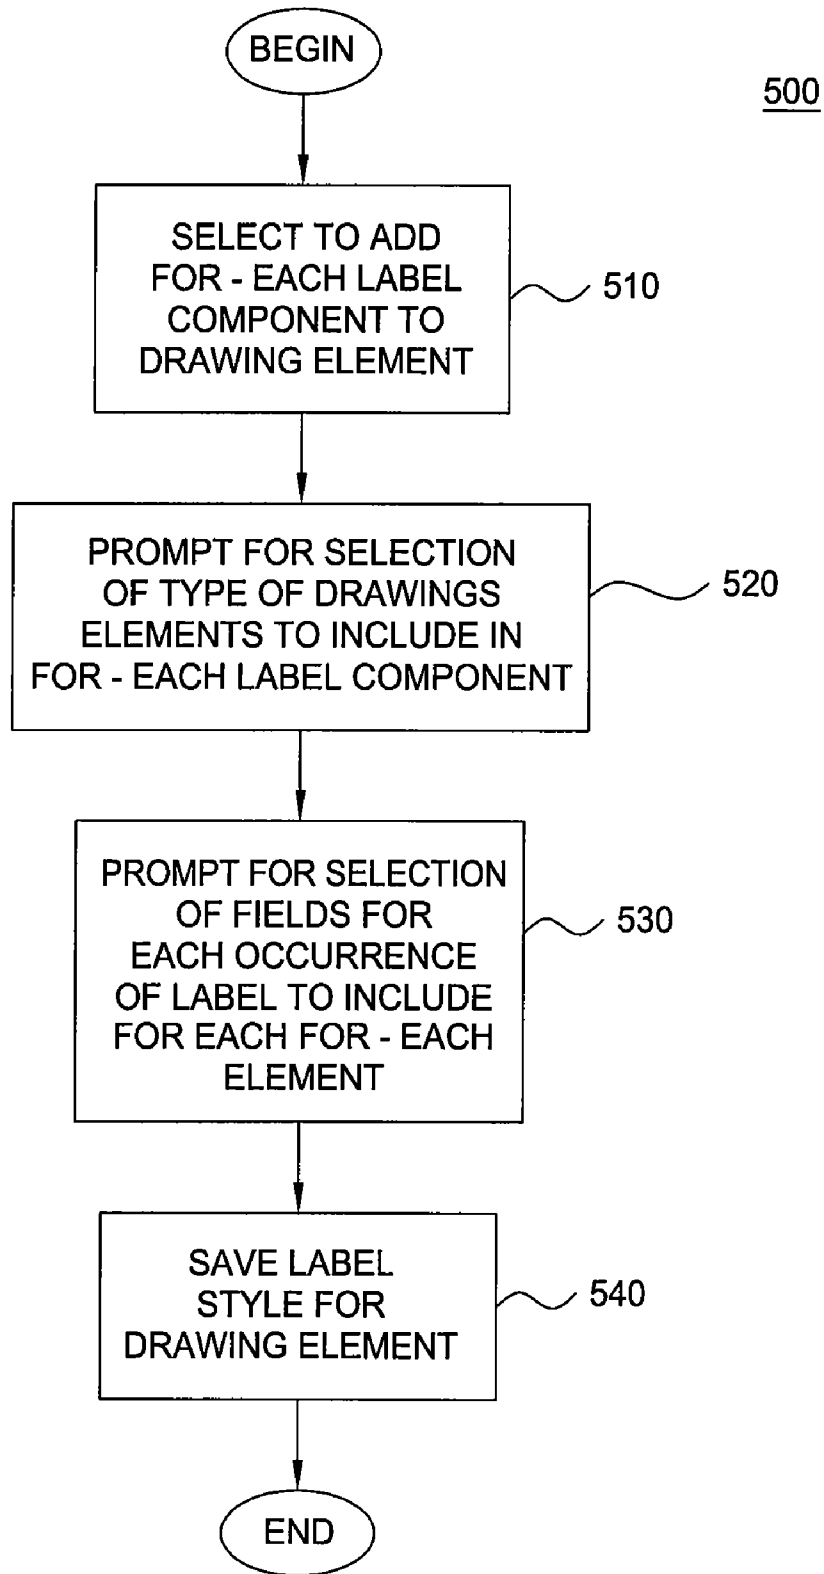 BEGIN
500
SELECT TO ADD
FOR - EACH LABEL
COMPONENT TO
DRAWING ELEMENT
510
PROMPT FOR SELECTION
OF TYPE OF DRAWINGS
ELEMENTS TO INCLUDE IN
FOR - EACH LABEL COMPONENT
520
PROMPT FOR SELECTION
OF FIELDS FOR
EACH OCCURRENCE
OF LABEL TO INCLUDE
FOR EACH FOR - EACH
ELEMENT
530
SAVE LABEL
STYLE FOR
DRAWING ELEMENT
540
END